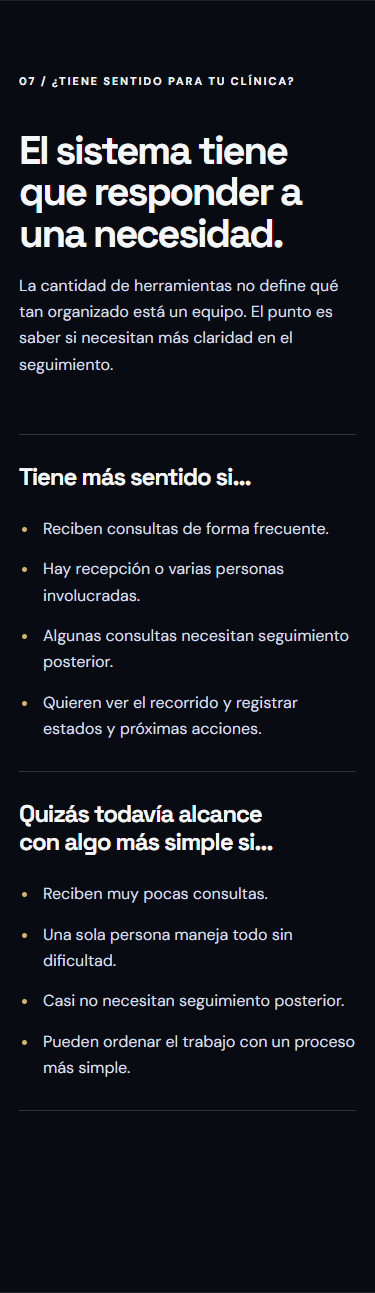 07 / ¿TIENE SENTIDO PARA TU CLÍNICA?
El sistema tiene
que responder a
una necesidad.
La cantidad de herramientas no define qué
tan organizado está un equipo. El punto es
saber si necesitan más claridad en el
seguimiento.
Tiene más sentido si...
Reciben consultas de forma frecuente.
Hay recepción o varias personas
involucradas.
Algunas consultas necesitan seguimiento
posterior.
Quieren ver el recorrido y registrar
estados y próximas acciones.
Quizás todavía alcance
con algo más simple si...
Reciben muy pocas consultas.
Una sola persona maneja todo sin
dificultad.
Casi no necesitan seguimiento posterior.
Pueden ordenar el trabajo con un proceso
más simple.